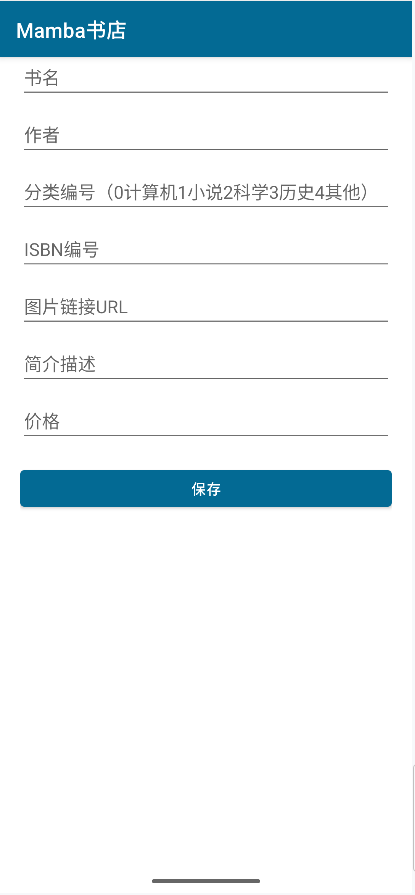 Mamba书店
书名
作者
分类编号（0计算机1小说2科学3历史4其他）
ISBN编号
图片链接URL
简介描述
价格
保存